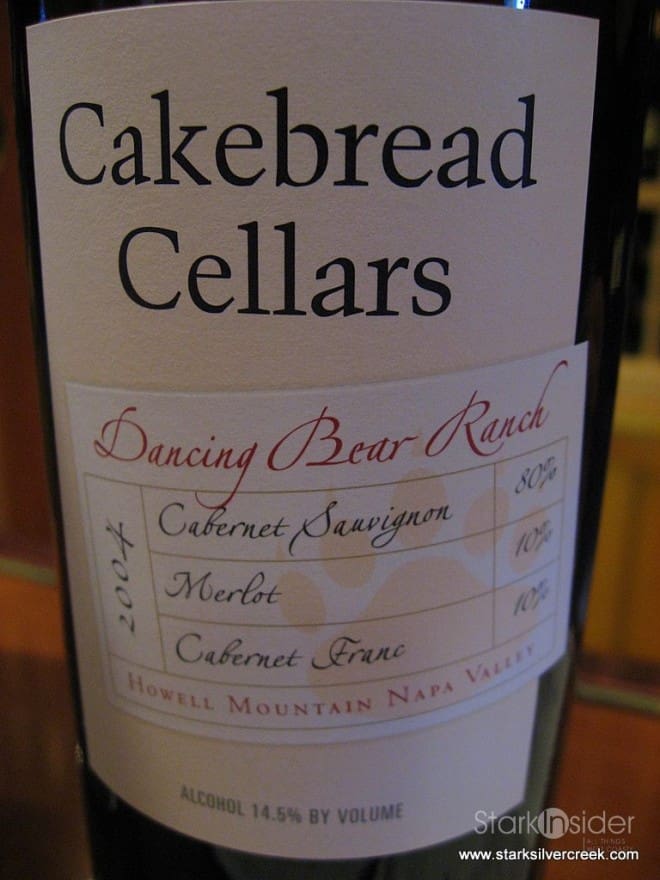 Cakebread
Cellars
Dancing Bear Ranch
2004
Cabernet Sauvignon 80%
Merlot 10%
Cabernet Franc 10%
HOWELL MOUNTAIN NAPA VALLEY
ALCOHOL 14.5% BY VOLUME
StarkInsider
www.starksilvercreek.com